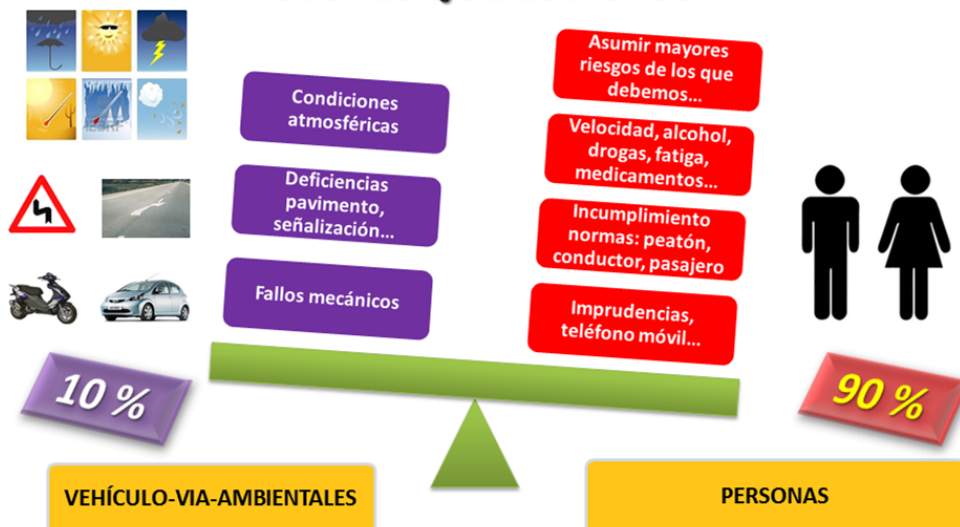 Condiciones
atmosféricas
Deficiencias
pavimento,
señalización...
Fallos mecánicos
Asumir mayores
riesgos de los que
debemos...
Velocidad, alcohol,
drogas, fatiga,
medicamentos...
Incumplimiento
normas: peatón,
conductor, pasajero
Imprudencias,
teléfono móvil...
10 %
90 %
VEHÍCULO-VIA-AMBIENTALES
PERSONAS